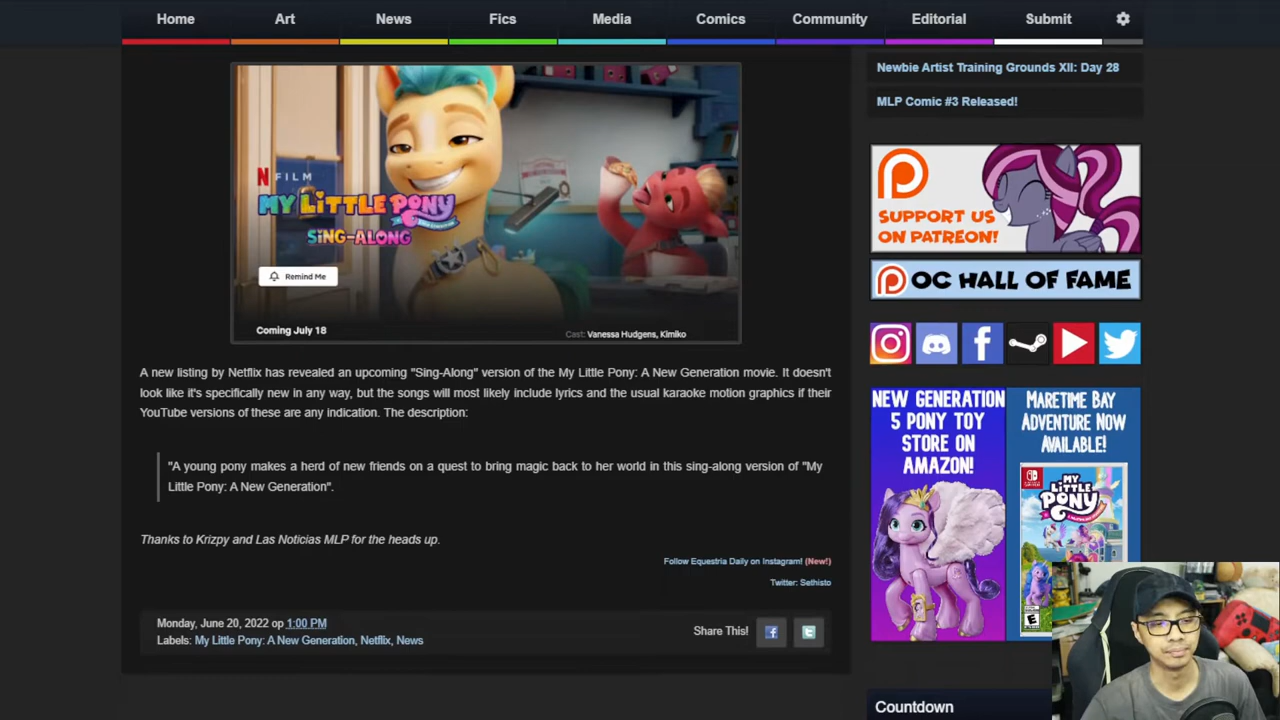 Home
Art
News
Fics
Media
Comics
Community
Editorial
Submit
N FILM
MY LITTLE PONY
SING-ALONG
Remind Me
Coming July 18
Cast: Vanessa Hudgens, Kimiko
A new listing by Netflix has revealed an upcoming "Sing-Along" version of the My Little Pony: A New Generation movie. It doesn't
look like it's specifically new in any way, but the songs will most likely include lyrics and the usual karaoke motion graphics if their
YouTube versions of these are any indication. The description:
"A young pony makes a herd of new friends on a quest to bring magic back to her world in this sing-along version of "My
Little Pony: A New Generation".
Thanks to Krizpy and Las Noticias MLP for the heads up.
Follow Equestria Daily on Instagram! (New!)
Twitter: Sethisto
Monday, June 20, 2022 op 1:00 PM
Labels: My Little Pony: A New Generation, Netflix, News
Share This!
Newbie Artist Training Grounds XII: Day 28
MLP Comic #3 Released!
SUPPORT US
ON PATREON!
OC HALL OF FAME
NEW GENERATION
5 PONY TOY
STORE ON
AMAZON!
MARETIME BAY
ADVENTURE NOW
AVAILABLE!
MY LITTLE
PONY
Countdown